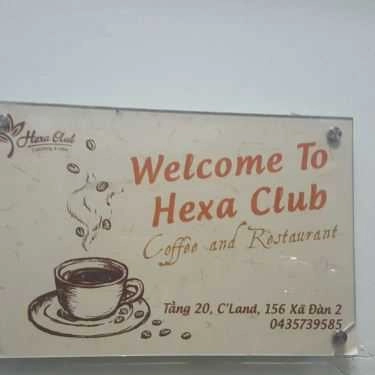 Hexa Club
Welcome To
Hexa Club
Coffee and Restaurant
Tầng 20, C'Land, 156 Xã Đàn 2
0435739585